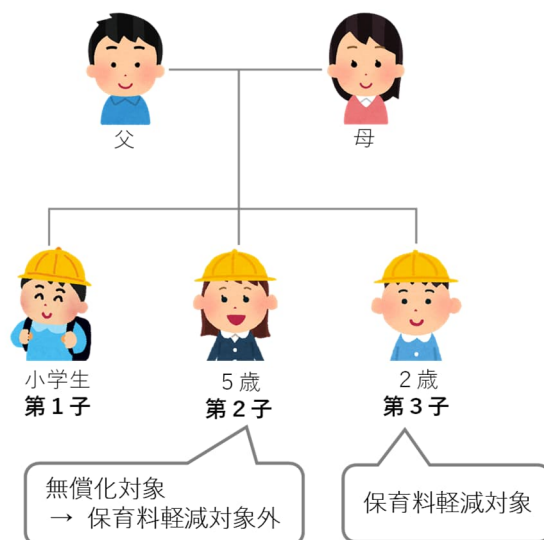 父
母
小学生
第1子
5歳
第2子
2歳
第3子
無償化対象
→ 保育料軽減対象外
保育料軽減対象